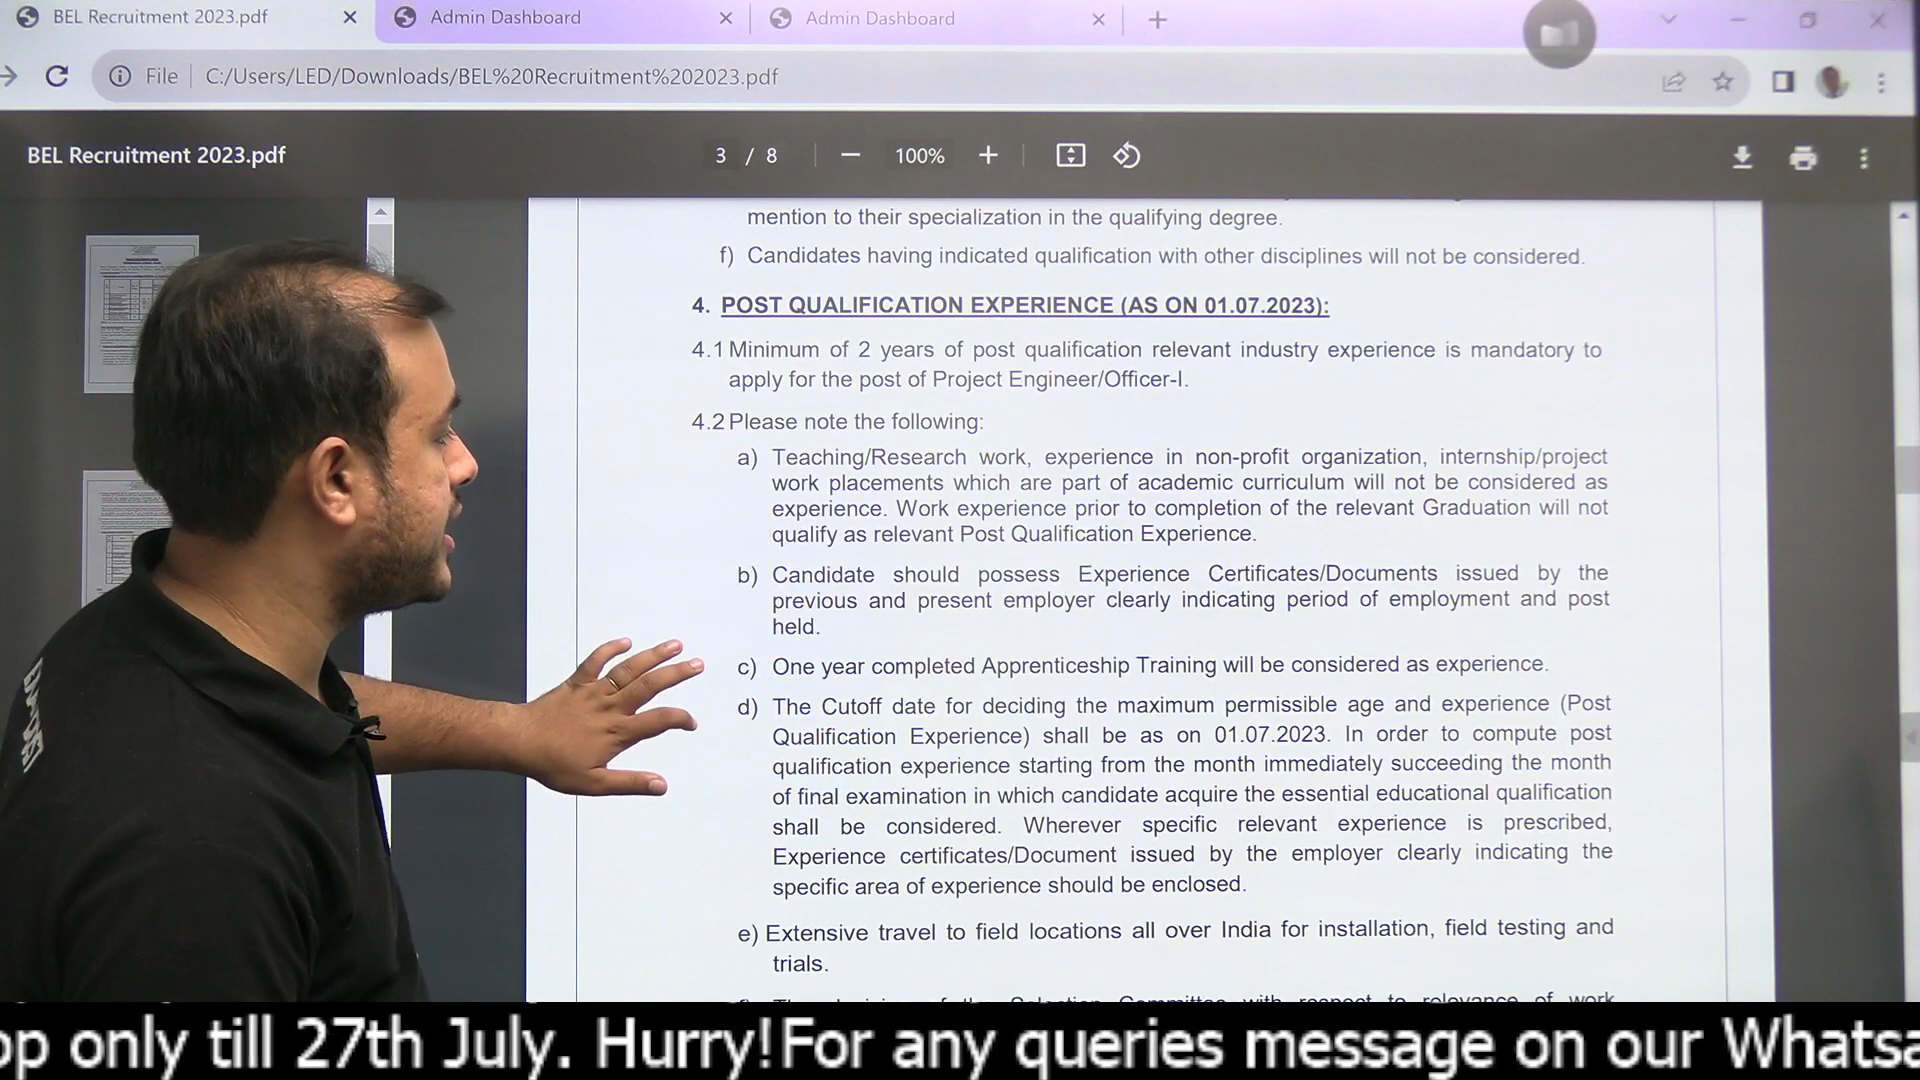 BEL Recruitment 2023.pdf
Admin Dashboard
Admin Dashboard
File
C:/Users/LED/Downloads/BEL%20Recruitment%202023.pdf
BEL Recruitment 2023.pdf
3 / 8
100%
mention to their specialization in the qualifying degree.
f) Candidates having indicated qualification with other disciplines will not be considered.
4. POST QUALIFICATION EXPERIENCE (AS ON 01.07.2023):
4.1 Minimum of 2 years of post qualification relevant industry experience is mandatory to
apply for the post of Project Engineer/Officer-I.
4.2 Please note the following:
a) Teaching/Research work, experience in non-profit organization, internship/project
work placements which are part of academic curriculum will not be considered as
experience. Work experience prior to completion of the relevant Graduation will not
qualify as relevant Post Qualification Experience.
b) Candidate should possess Experience Certificates/Documents issued by the
previous and present employer clearly indicating period of employment and post
held.
c) One year completed Apprenticeship Training will be considered as experience.
d) The Cutoff date for deciding the maximum permissible age and experience (Post
Qualification Experience) shall be as on 01.07.2023. In order to compute post
qualification experience starting from the month immediately succeeding the month
of final examination in which candidate acquire the essential educational qualification
shall be considered. Wherever specific relevant experience is prescribed,
Experience certificates/Document issued by the employer clearly indicating the
specific area of experience should be enclosed.
e) Extensive travel to field locations all over India for installation, field testing and
trials.
Selection Committee with respect to relevance of work
op only till 27th July. Hurry!For any queries message on our Whatsa